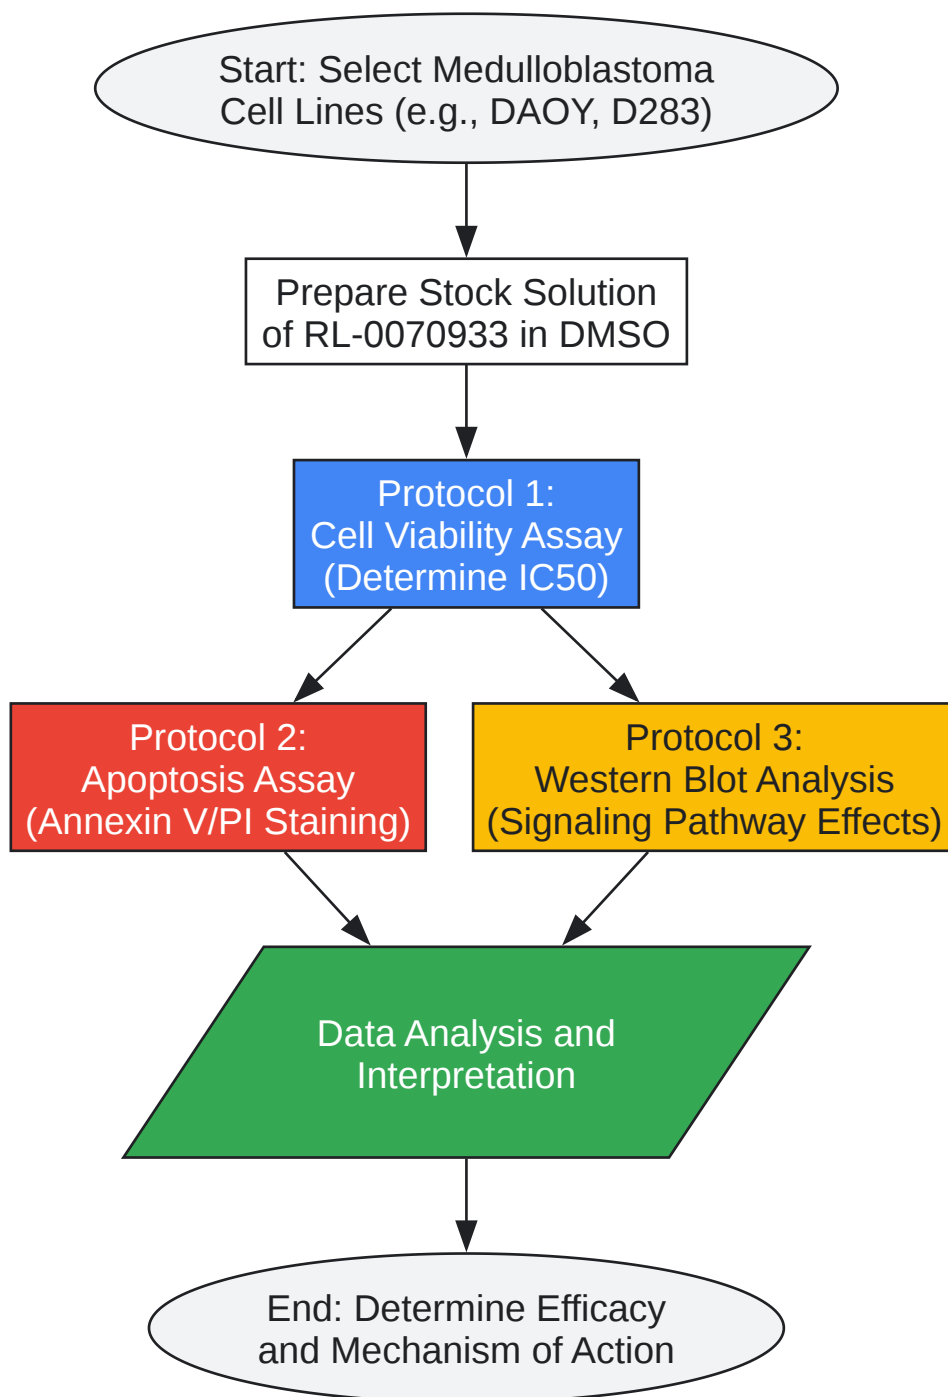 Start: Select Medulloblastoma
Cell Lines (e.g., DAOY, D283)
Prepare Stock Solution
of RL-0070933 in DMSO
Protocol 1:
Cell Viability Assay
(Determine IC50)
Protocol 2:
Apoptosis Assay
(Annexin V/PI Staining)
Protocol 3:
Western Blot Analysis
(Signaling Pathway Effects)
Data Analysis and
Interpretation
End: Determine Efficacy
and Mechanism of Action